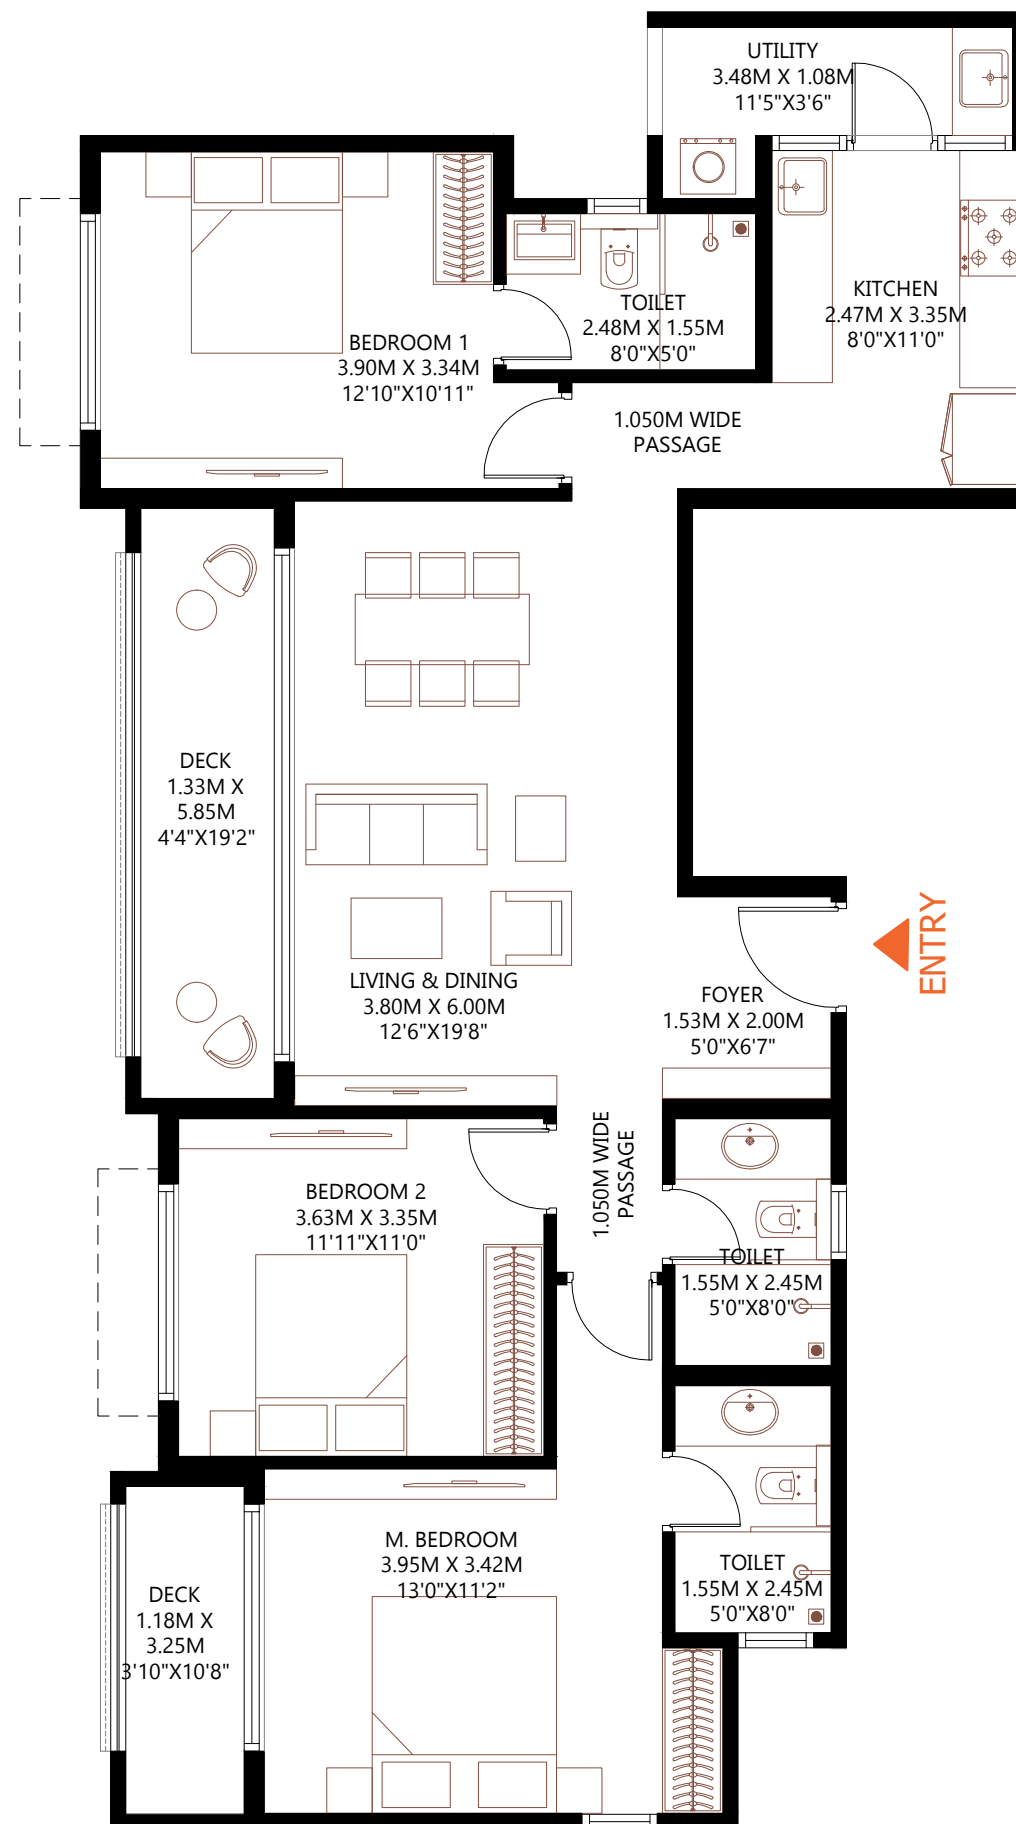 UTILITY
3.48M X 1.08M
11'5"X3'6"
KITCHEN
2.47M X 3.35M
8'0"X11'0"
TOILET
2.48M X 1.55M
8'0"X5'0"
BEDROOM 1
3.90M X 3.34M
12'10"X10'11"
1.050M WIDE
PASSAGE
DECK
1.33M X
5.85M
4'4"X19'2"
LIVING & DINING
3.80M X 6.00M
12'6"X19'8"
FOYER
1.53M X 2.00M
5'0"X6'7"
ENTRY
1.050M WIDE
PASSAGE
BEDROOM 2
3.63M X 3.35M
11'11"X11'0"
TOILET
1.55M X 2.45M
5'0"X8'0"
M. BEDROOM
3.95M X 3.42M
13'0"X11'2"
TOILET
1.55M X 2.45M
5'0"X8'0"
DECK
1.18M X
3.25M
3'10"X10'8"